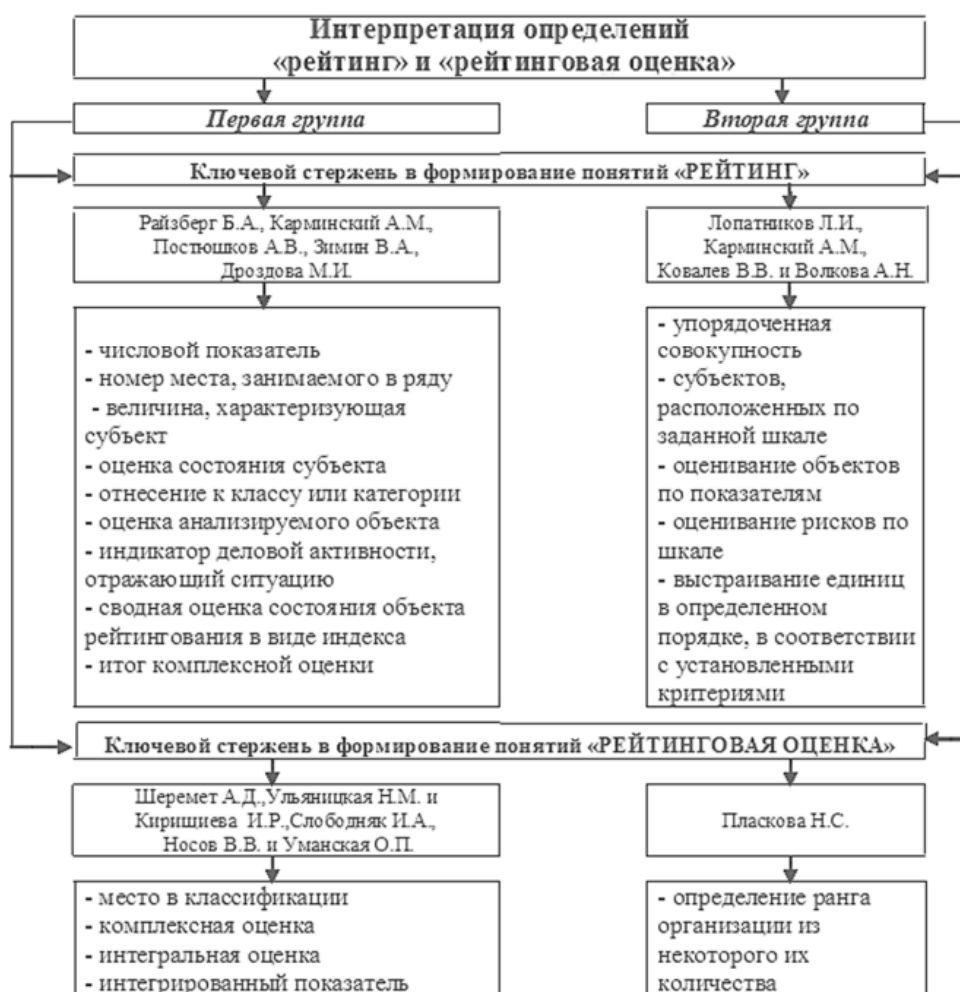 Интерпретация определений
«рейтинг» и «рейтинговая оценка»
Первая группа
Вторая группа
Ключевой стержень в формирование понятий «РЕЙТИНГ»
Райзберг Б.А., Карминский А.М.,
Постюшков А.В., Зимин В.А.,
Дроздова М.И.
Лопатников Л.И.,
Карминский А.М.,
Ковалев В.В. и Волкова А.Н.
- числовой показатель
- номер места, занимаемого в ряду
- величина, характеризующая
субъект
- оценка состояния субъекта
- отнесение к классу или категории
- оценка анализируемого объекта
- индикатор деловой активности,
отражающий ситуацию
- сводная оценка состояния объекта
рейтингования в виде индекса
- итог комплексной оценки
- упорядоченная
совокупность
- субъектов,
расположенных по
заданной шкале
- оценивание объектов
по показателям
- оценивание рисков по
шкале
- выстраивание единиц
в определенном
порядке, в соответствии
с установленными
критериями
Ключевой стержень в формирование понятий «РЕЙТИНГОВАЯ ОЦЕНКА»
Шеремет А.Д.,Ульяницкая Н.М. и
Кирищиева И.Р.,Слободняк И.А.,
Носов В.В. и Уманская О.П.
Пласкова Н.С.
- место в классификации
- комплексная оценка
- интегральная оценка
- интегрированный показатель
- определение ранга
организации из
некоторого их
количества